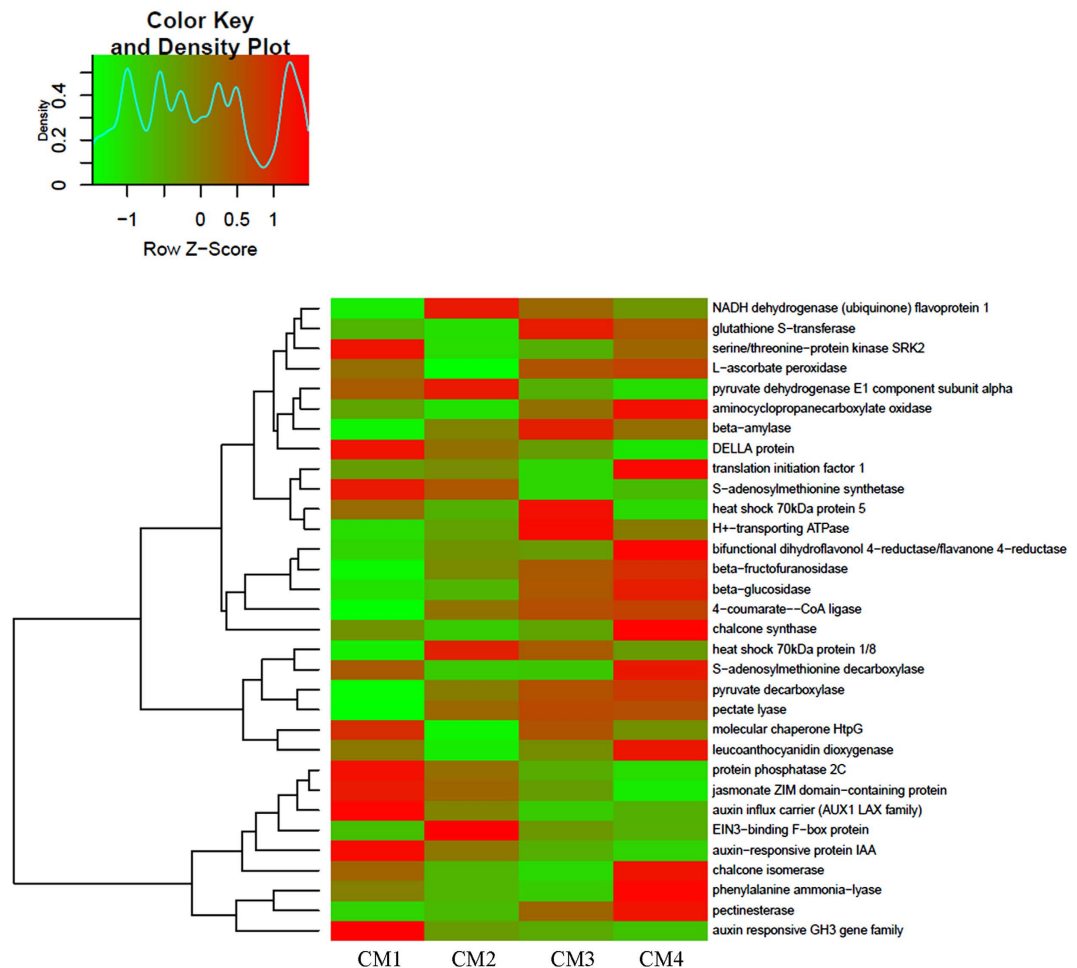 Color Key
and Density Plot
Density
0 0.2 0.4
−1 0 0.5 1
Row Z−Score
NADH dehydrogenase (ubiquinone) flavoprotein 1
glutathione S−transferase
serine/threonine−protein kinase SRK2
L−ascorbate peroxidase
pyruvate dehydrogenase E1 component subunit alpha
aminocyclopropanecarboxylate oxidase
beta−amylase
DELLA protein
translation initiation factor 1
S−adenosylmethionine synthetase
heat shock 70kDa protein 5
H+−transporting ATPase
bifunctional dihydroflavonol 4−reductase/flavanone 4−reductase
beta−fructofuranosidase
beta−glucosidase
4−coumarate−−CoA ligase
chalcone synthase
heat shock 70kDa protein 1/8
S−adenosylmethionine decarboxylase
pyruvate decarboxylase
pectate lyase
molecular chaperone HtpG
leucoanthocyanidin dioxygenase
protein phosphatase 2C
jasmonate ZIM domain−containing protein
auxin influx carrier (AUX1 LAX family)
EIN3−binding F−box protein
auxin−responsive protein IAA
chalcone isomerase
phenylalanine ammonia−lyase
pectinesterase
auxin responsive GH3 gene family
CM1 CM2 CM3 CM4